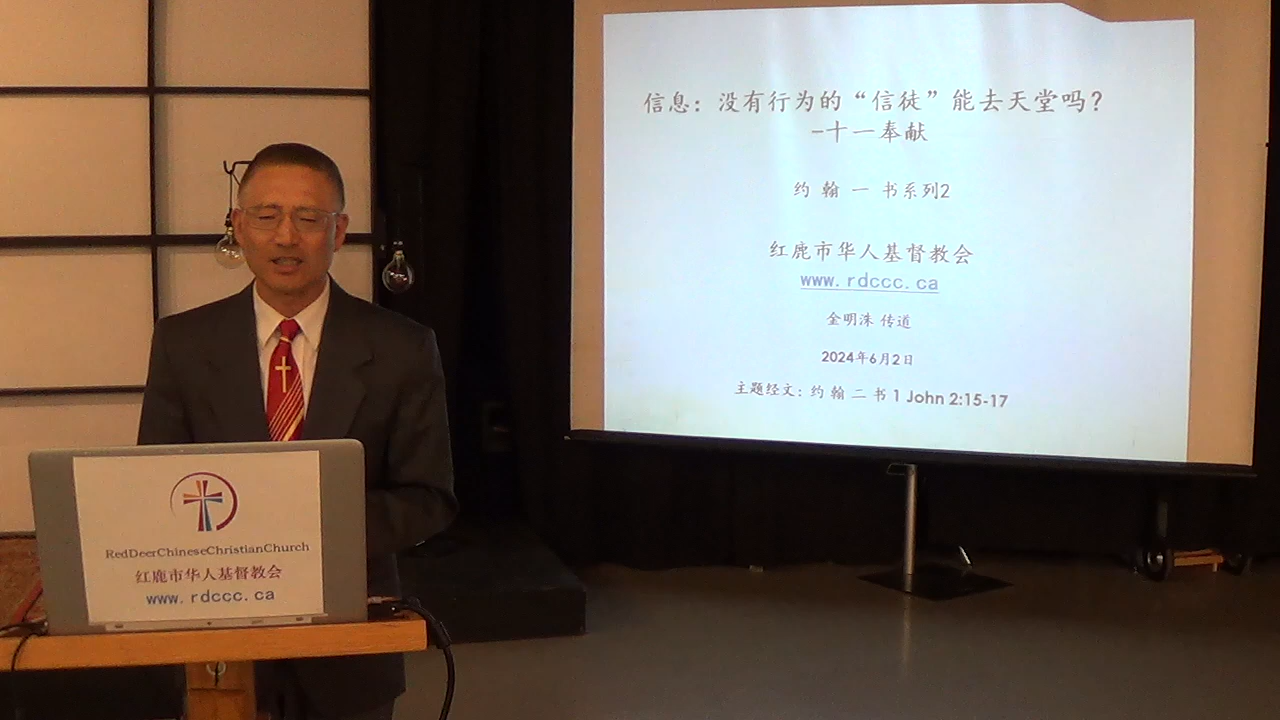 信息：没有行为的“信徒”能去天堂吗？
-十一奉献
约 翰 一 书系列2
红鹿市华人基督教会
www.rdccc.ca
金明洙 传道
2024年6月2日
主题经文：约 翰 二 书 1 John 2:15-17
RedDeerChineseChristianChurch
红鹿市华人基督教会
www.rdccc.ca